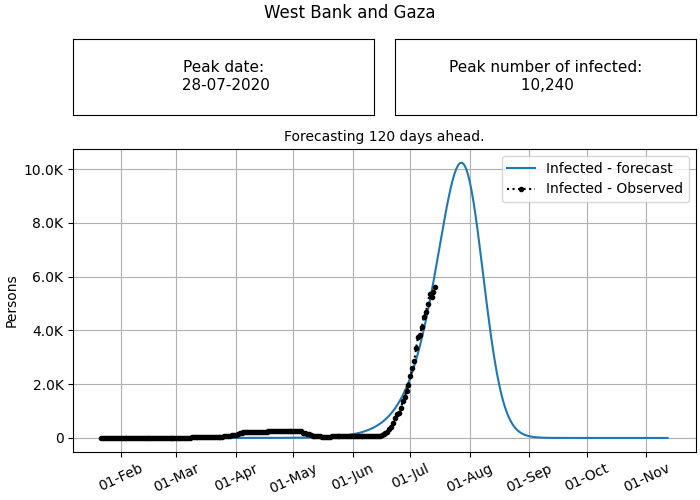 West Bank and Gaza
Peak date:
28-07-2020
Peak number of infected:
10,240
Forecasting 120 days ahead.
Infected - forecast
Infected - Observed
10.0K
8.0K
6.0K
4.0K
2.0K
0
Persons
01-Feb
01-Mar
01-Apr
01-May
01-Jun
01-Jul
01-Aug
01-Sep
01-Oct
01-Nov